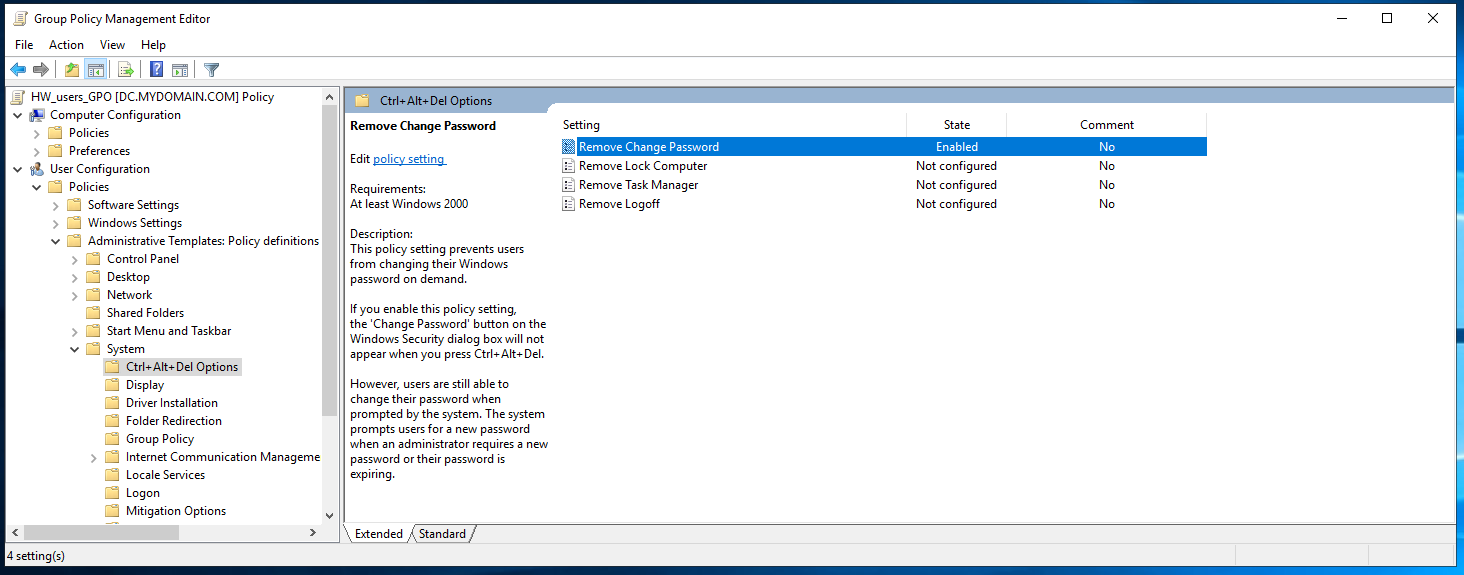 Group Policy Management Editor
File Action View Help
HW_users_GPO [DC.MYDOMAIN.COM] Policy
Computer Configuration
Policies
Preferences
User Configuration
Policies
Software Settings
Windows Settings
Administrative Templates: Policy definitions
Control Panel
Desktop
Network
Shared Folders
Start Menu and Taskbar
System
Ctrl+Alt+Del Options
Display
Driver Installation
Folder Redirection
Group Policy
Internet Communication Manageme
Locale Services
Logon
Mitigation Options
Ctrl+Alt+Del Options
Remove Change Password
Edit policy setting
Requirements:
At least Windows 2000
Description:
This policy setting prevents users
from changing their Windows
password on demand.
If you enable this policy setting,
the 'Change Password' button on the
Windows Security dialog box will not
appear when you press Ctrl+Alt+Del.
However, users are still able to
change their password when
prompted by the system. The system
prompts users for a new password
when an administrator requires a new
password or their password is
expiring.
Setting State Comment
Remove Change Password Enabled No
Remove Lock Computer Not configured No
Remove Task Manager Not configured No
Remove Logoff Not configured No
Extended Standard
4 setting(s)